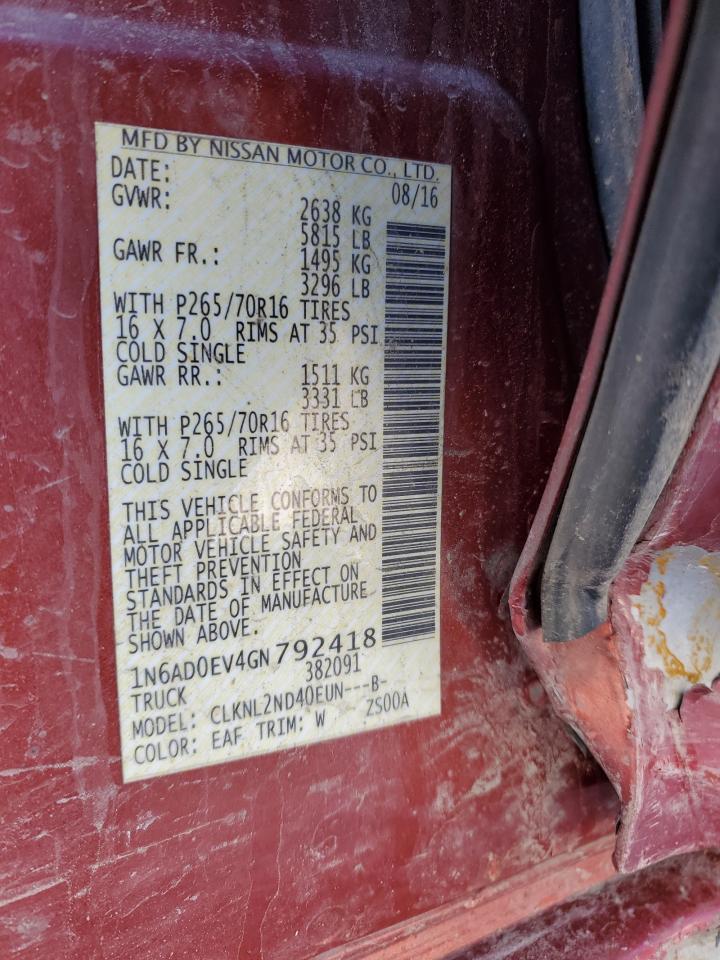 MFD BY NISSAN MOTOR CO., LTD.
DATE: 08/16
GVWR: 2638 KG
5815 LB
GAWR FR.: 1495 KG
3296 LB
WITH P265/70R16 TIRES
16 X 7.0 RIMS AT 35 PSI
COLD SINGLE
GAWR RR.: 1511 KG
3331 LB
WITH P265/70R16 TIRES
16 X 7.0 RIMS AT 35 PSI
COLD SINGLE
THIS VEHICLE CONFORMS TO
ALL APPLICABLE FEDERAL
MOTOR VEHICLE SAFETY AND
THEFT PREVENTION
STANDARDS IN EFFECT ON
THE DATE OF MANUFACTURE
SHOWN ABOVE.
1N6AD0EV4GN792418
382091
TRUCK
MODEL: CLKNL2ND40EUN---B-
COLOR: EAF TRIM: W ZS00A